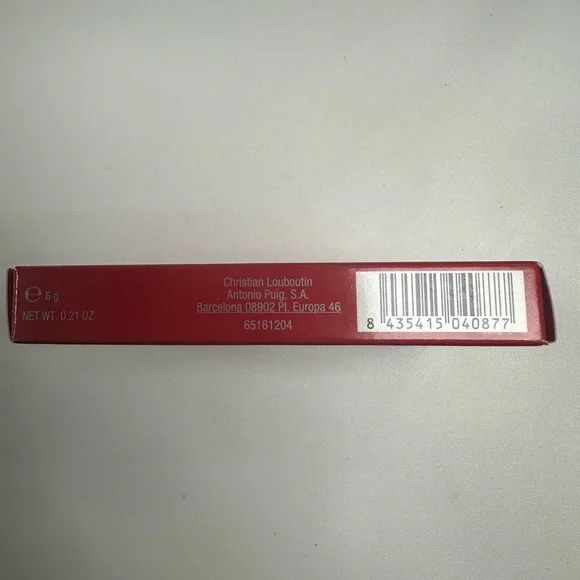 ℮ 6 g
NET WT. 0.21 OZ
Christian Louboutin
Antonio Puig, S.A.
Barcelona 08902 Pl. Europa 46
65161204
8 435415 040877